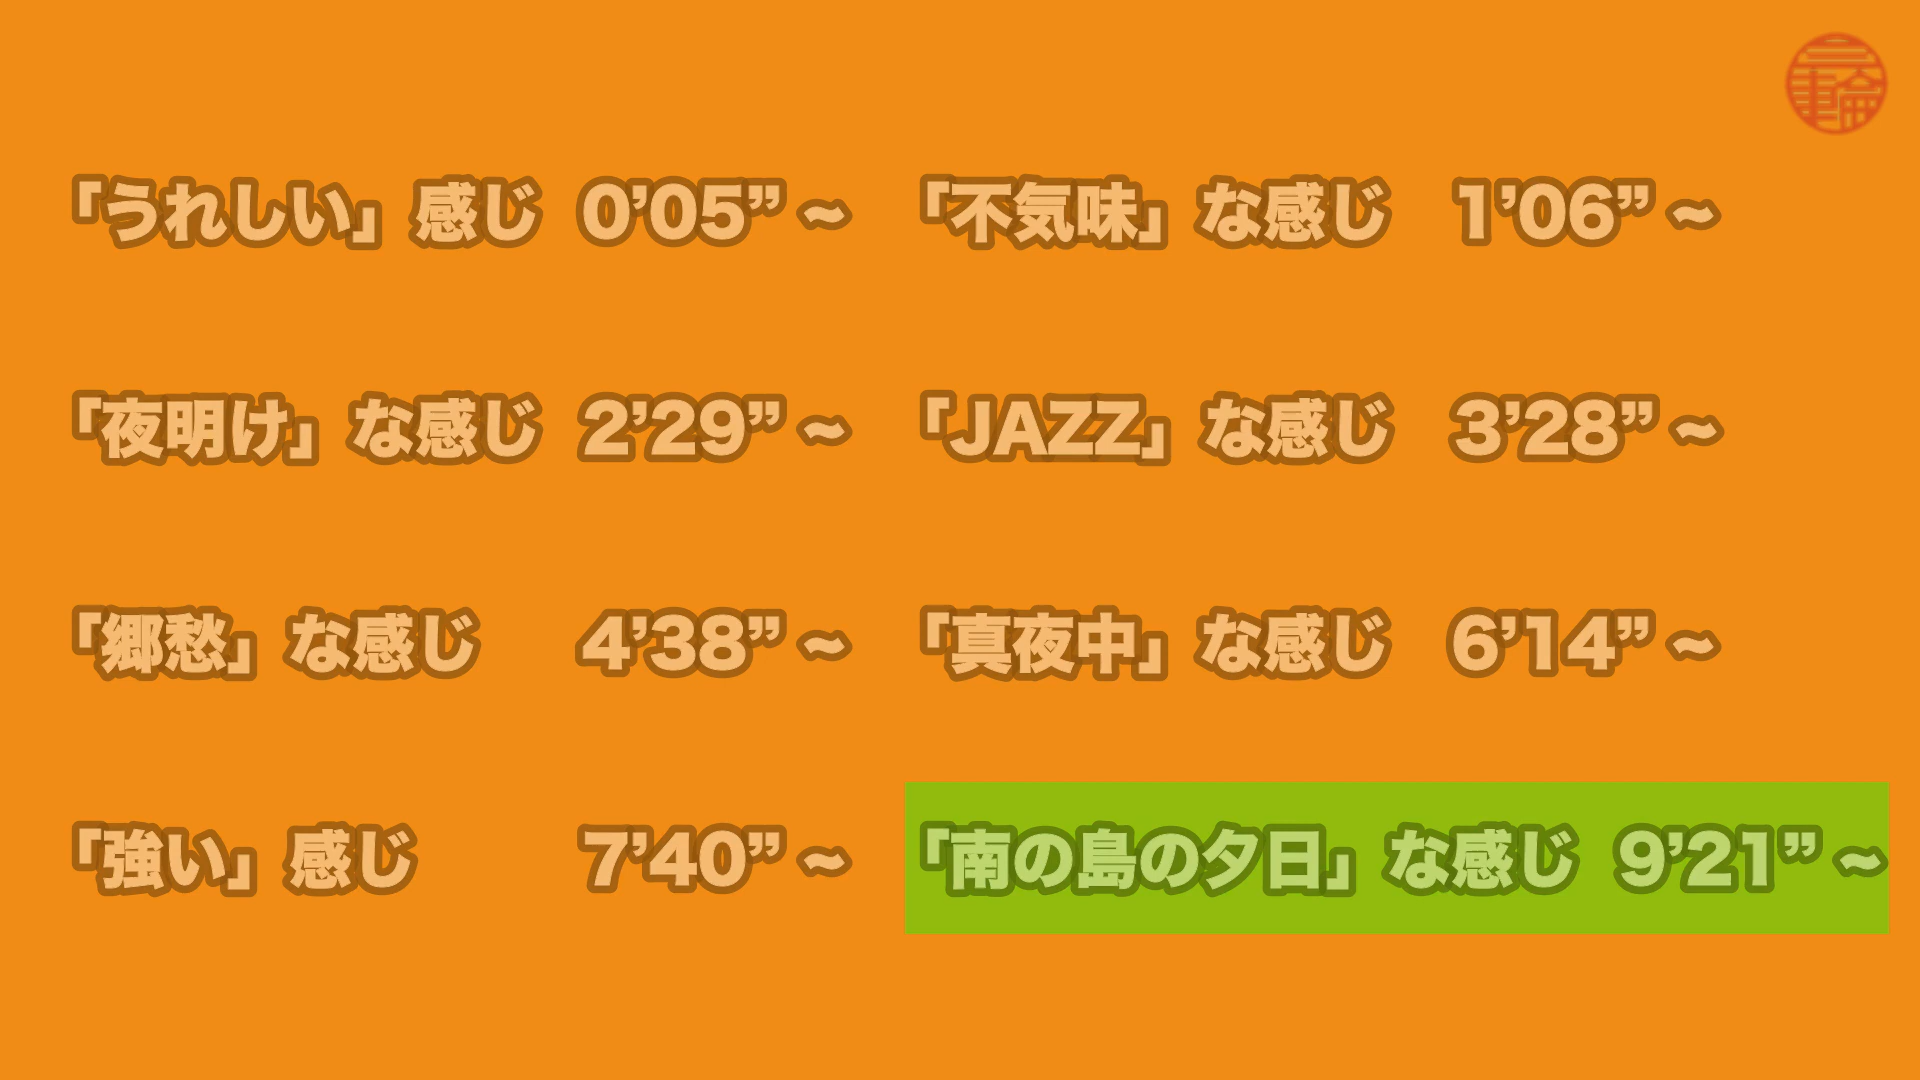 「うれしい」感じ 0’05”~ 「不気味」な感じ 1’06”~
「夜明け」な感じ 2’29”~ 「JAZZ」な感じ 3’28”~
「郷愁」な感じ 4’38”~ 「真夜中」な感じ 6’14”~
「強い」感じ 7’40”~ 「南の島の夕日」な感じ 9’21”~